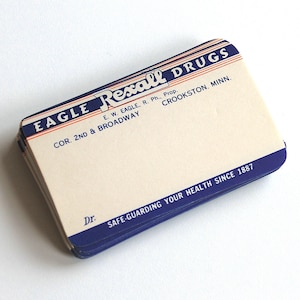 EAGLE Rexall DRUGS
E. W. EAGLE, R. Ph., Prop.
COR. 2ND & BROADWAY CROOKSTON, MINN.
Dr.
SAFE-GUARDING YOUR HEALTH SINCE 1887